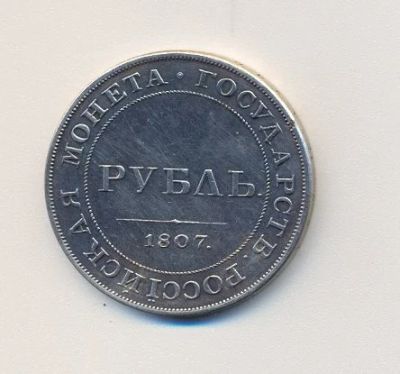 МОНЕТА · ГОСУДАРСТВ. РОССІЙСКАЯ
РУБЛЬ.
1807.